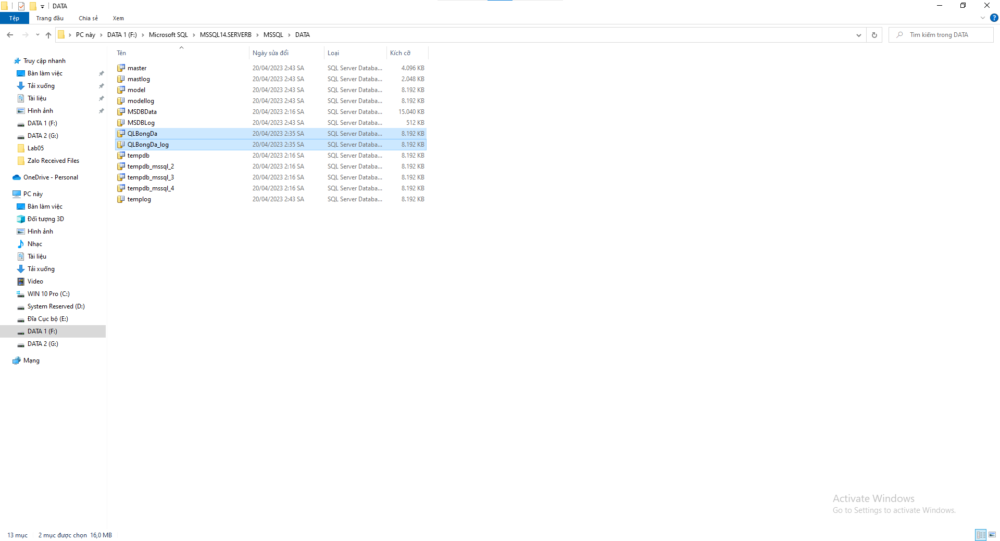 DATA
Tệp Trang đầu Chia sẻ Xem
PC này DATA 1 (F:) Microsoft SQL MSSQL14.SERVERB MSSQL DATA
Tìm kiếm trong DATA
Truy cập nhanh
Bàn làm việc
Tải xuống
Tài liệu
Hình ảnh
DATA 1 (F:)
DATA 2 (G:)
Lab05
Zalo Received Files
OneDrive - Personal
PC này
Bàn làm việc
Đối tượng 3D
Hình ảnh
Nhạc
Tài liệu
Tải xuống
Video
WIN 10 Pro (C:)
System Reserved (D:)
Đĩa Cục bộ (E:)
DATA 1 (F:)
DATA 2 (G:)
Mạng
Tên Ngày sửa đổi Loại Kích cỡ
master 20/04/2023 2:43 SA SQL Server Databa... 4.096 KB
mastlog 20/04/2023 2:43 SA SQL Server Databa... 2.048 KB
model 20/04/2023 2:43 SA SQL Server Databa... 8.192 KB
modellog 20/04/2023 2:43 SA SQL Server Databa... 8.192 KB
MSDBData 20/04/2023 2:16 SA SQL Server Databa... 15.040 KB
MSDBLog 20/04/2023 2:43 SA SQL Server Databa... 512 KB
QLBongDa 20/04/2023 2:35 SA SQL Server Databa... 8.192 KB
QLBongDa_log 20/04/2023 2:35 SA SQL Server Databa... 8.192 KB
tempdb 20/04/2023 2:16 SA SQL Server Databa... 8.192 KB
tempdb_mssql_2 20/04/2023 2:16 SA SQL Server Databa... 8.192 KB
tempdb_mssql_3 20/04/2023 2:16 SA SQL Server Databa... 8.192 KB
tempdb_mssql_4 20/04/2023 2:16 SA SQL Server Databa... 8.192 KB
templog 20/04/2023 2:43 SA SQL Server Databa... 8.192 KB
Activate Windows
Go to Settings to activate Windows.
13 mục 2 mục được chọn 16,0 MB